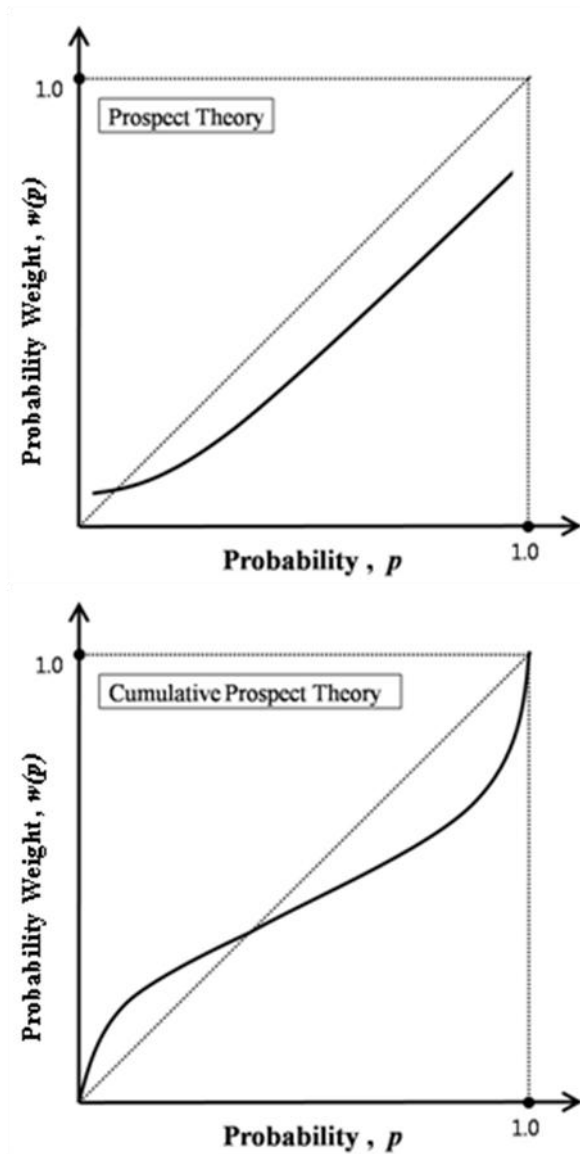 1.0
Prospect Theory
Probability Weight , w(p)
1.0
Probability , p
1.0
Cumulative Prospect Theory
Probability Weight , w(p)
1.0
Probability , p